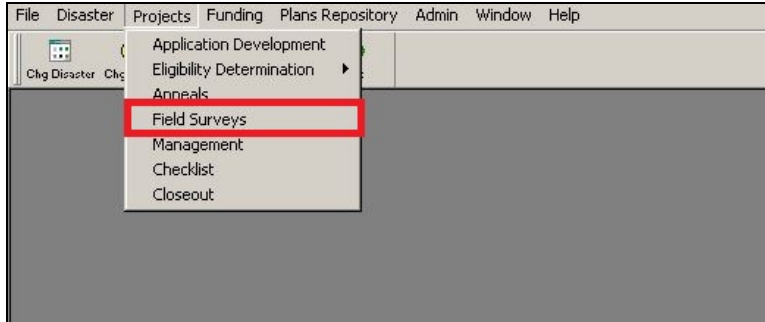 File Disaster Projects Funding Plans Repository Admin Window Help
Chg Disaster
Application Development
Eligibility Determination
Appeals
Field Surveys
Management
Checklist
Closeout